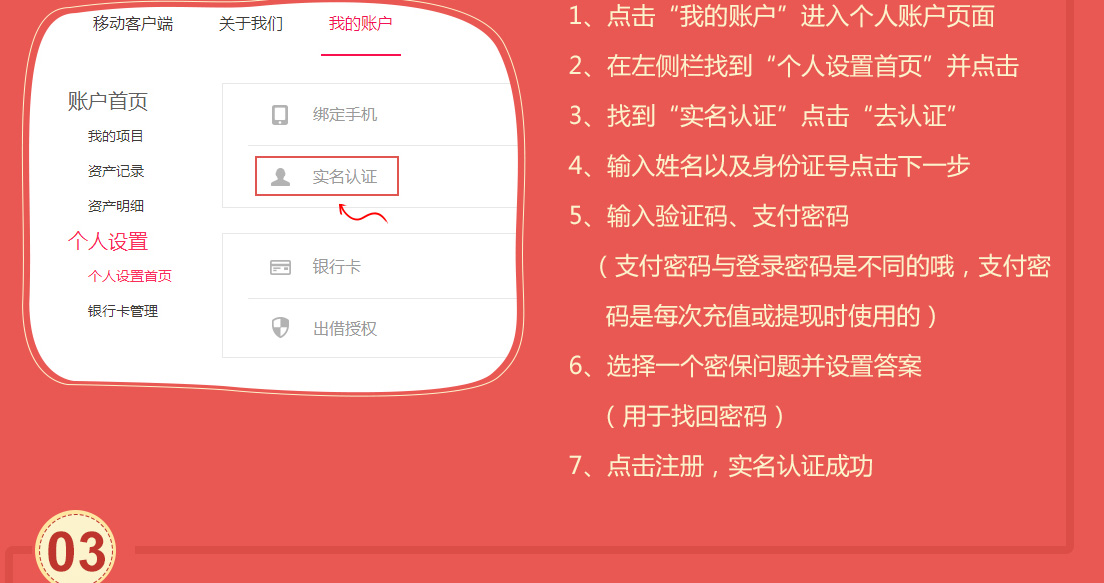 移动客户端 关于我们 我的账户
账户首页
我的项目
资产记录
资产明细
个人设置
个人设置首页
银行卡管理
绑定手机
实名认证
银行卡
出借授权
1、点击“我的账户”进入个人账户页面
2、在左侧栏找到“个人设置首页”并点击
3、找到“实名认证”点击“去认证”
4、输入姓名以及身份证号点击下一步
5、输入验证码、支付密码
（支付密码与登录密码是不同的哦，支付密
码是每次充值或提现时使用的）
6、选择一个密保问题并设置答案
（用于找回密码）
7、点击注册，实名认证成功
03